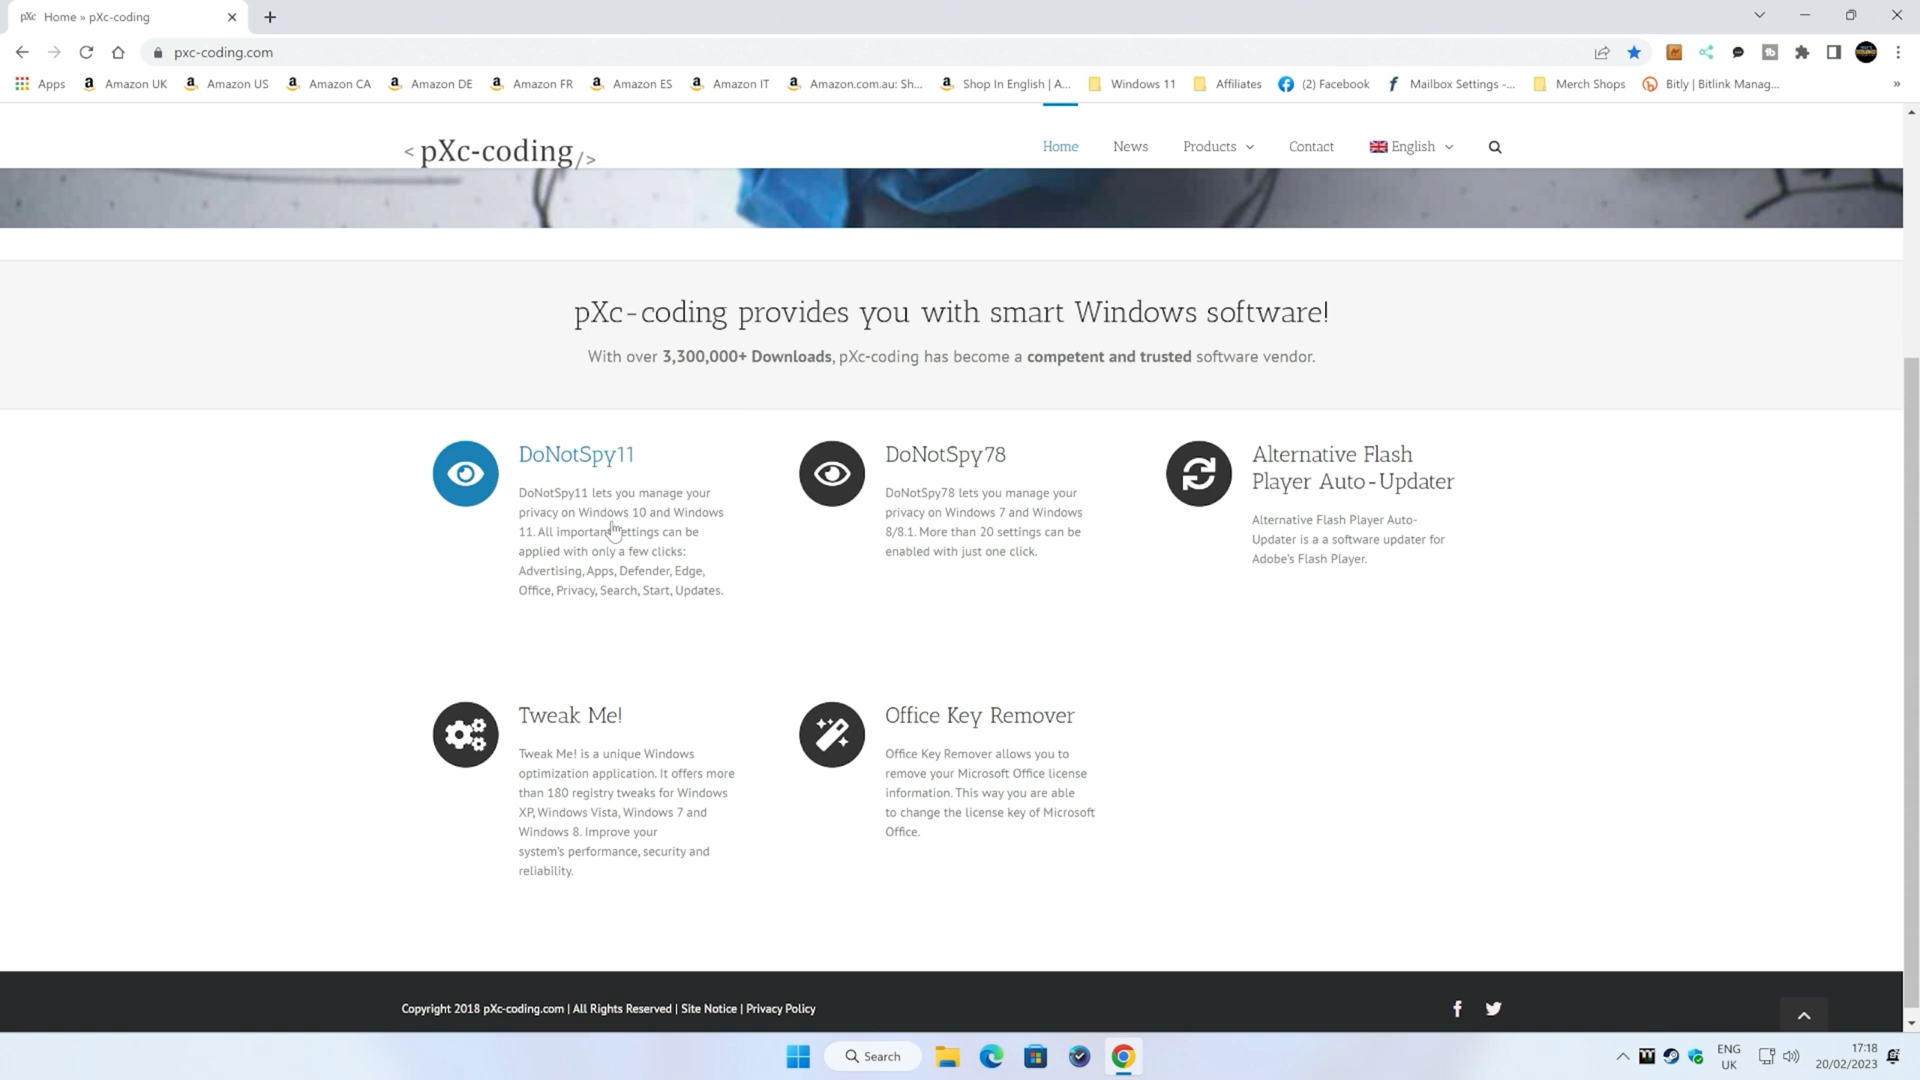 pXc Home » pXc-coding
pxc-coding.com
Apps Amazon UK Amazon US Amazon CA Amazon DE Amazon FR Amazon ES Amazon IT Amazon.com.au: Sh... Shop In English | A... Windows 11 Affiliates (2) Facebook Mailbox Settings -... Merch Shops Bitly | Bitlink Manag... »
< pXc-coding />
Home News Products Contact English
pXc-coding provides you with smart Windows software!
With over 3,300,000+ Downloads, pXc-coding has become a competent and trusted software vendor.
DoNotSpy11
DoNotSpy11 lets you manage your
privacy on Windows 10 and Windows
11. All important settings can be
applied with only a few clicks:
Advertising, Apps, Defender, Edge,
Office, Privacy, Search, Start, Updates.
DoNotSpy78
DoNotSpy78 lets you manage your
privacy on Windows 7 and Windows
8/8.1. More than 20 settings can be
enabled with just one click.
Alternative Flash
Player Auto-Updater
Alternative Flash Player Auto-
Updater is a a software updater for
Adobe's Flash Player.
Tweak Me!
Tweak Me! is a unique Windows
optimization application. It offers more
than 180 registry tweaks for Windows
XP, Windows Vista, Windows 7 and
Windows 8. Improve your
system's performance, security and
reliability.
Office Key Remover
Office Key Remover allows you to
remove your Microsoft Office license
information. This way you are able
to change the license key of Microsoft
Office.
Copyright 2018 pXc-coding.com | All Rights Reserved | Site Notice | Privacy Policy
Search
ENG
UK
17:18
20/02/2023